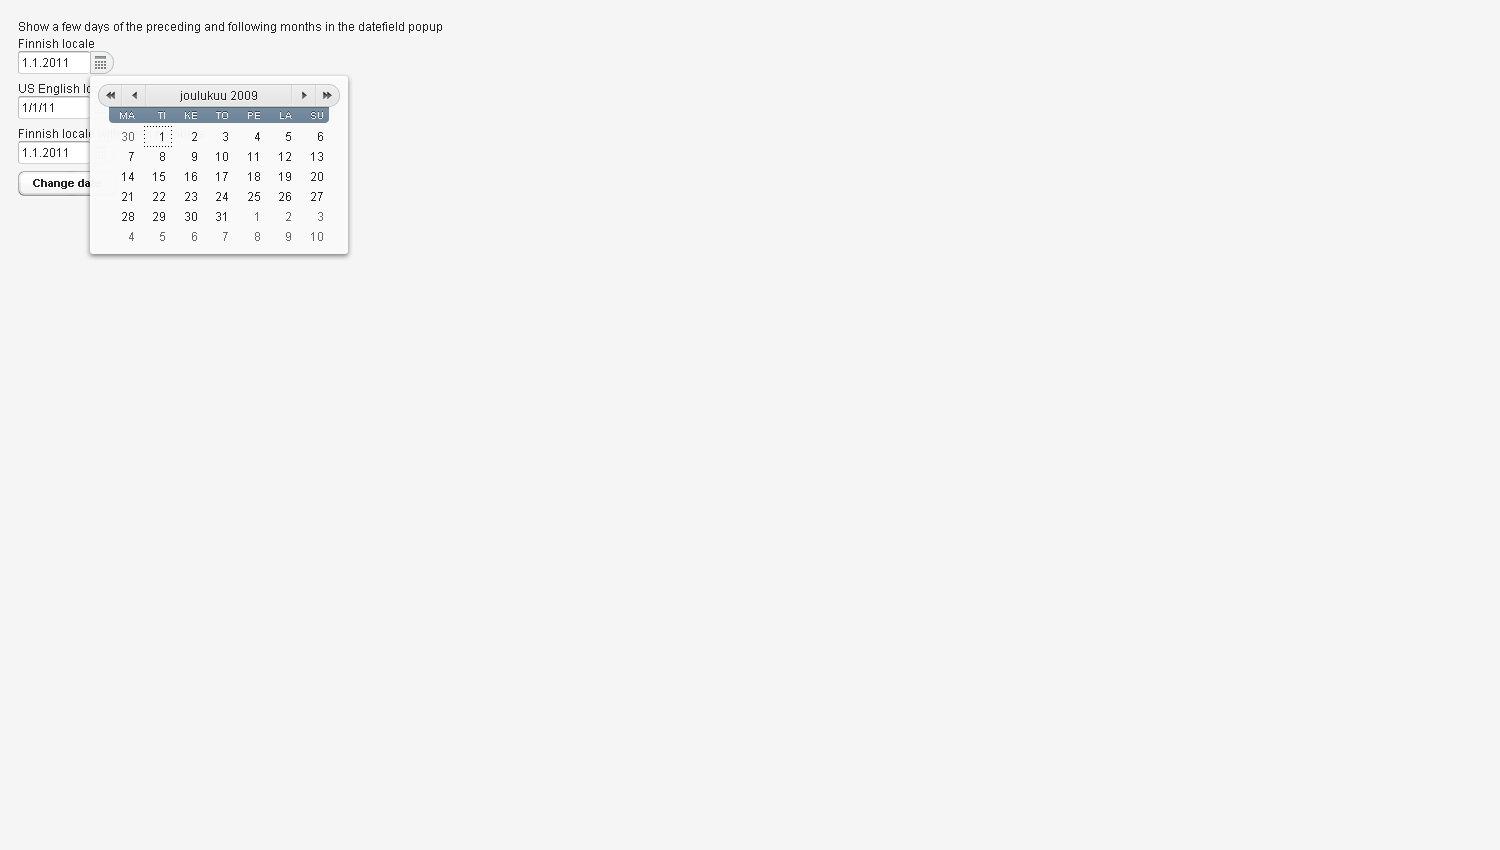 Show a few days of the preceding and following months in the datefield popup
Finnish locale
1.1.2011
US English lo
1/1/11
Finnish local
1.1.2011
Change da
joulukuu 2009
MA TI KE TO PE LA SU
30 1 2 3 4 5 6
7 8 9 10 11 12 13
14 15 16 17 18 19 20
21 22 23 24 25 26 27
28 29 30 31 1 2 3
4 5 6 7 8 9 10